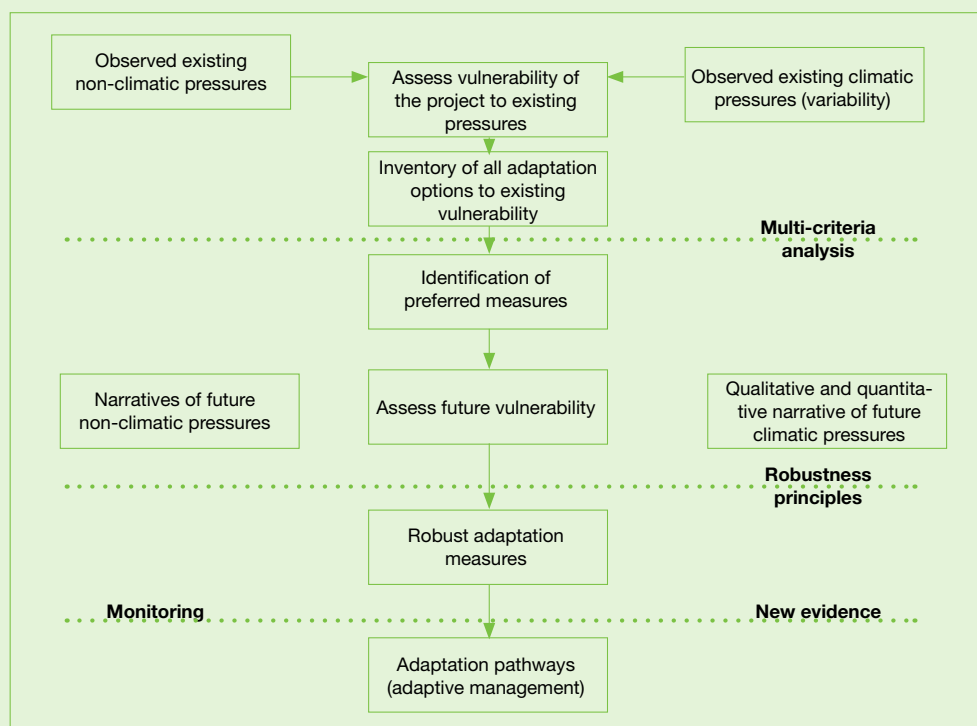 Observed existing
non-climatic pressures
Assess vulnerability of
the project to existing
pressures
Observed existing climatic
pressures (variability)
Inventory of all adaptation
options to existing
vulnerability
Multi-criteria
analysis
Identification of
preferred measures
Narratives of future
non-climatic pressures
Assess future vulnerability
Qualitative and quantita-
tive narrative of future
climatic pressures
Robustness
principles
Robust adaptation
measures
Monitoring
New evidence
Adaptation pathways
(adaptive management)